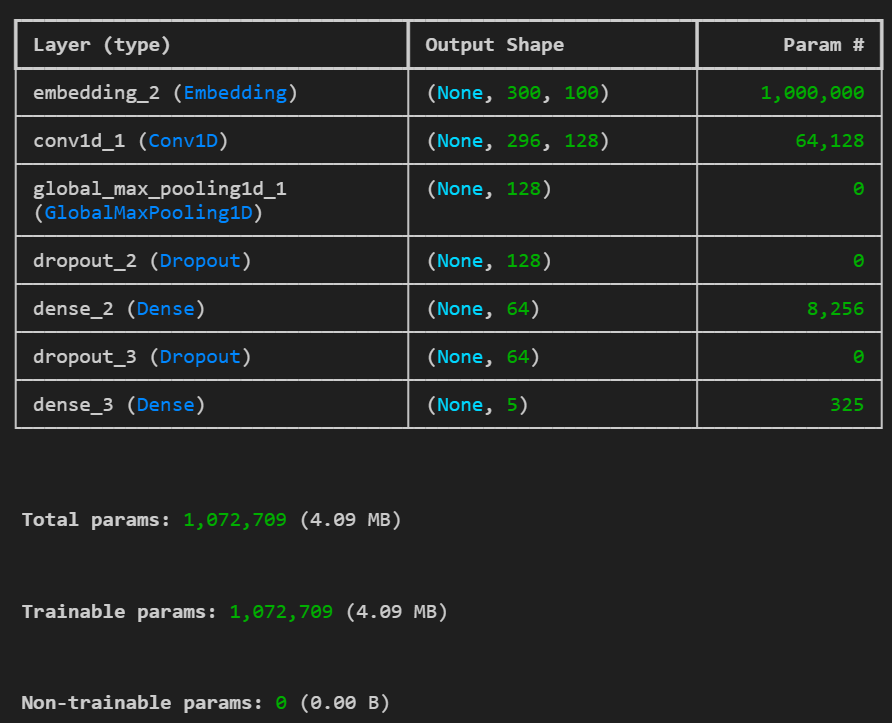 Layer (type) Output Shape Param #
embedding_2 (Embedding) (None, 300, 100) 1,000,000
conv1d_1 (Conv1D) (None, 296, 128) 64,128
global_max_pooling1d_1 (None, 128) 0
(GlobalMaxPooling1D)
dropout_2 (Dropout) (None, 128) 0
dense_2 (Dense) (None, 64) 8,256
dropout_3 (Dropout) (None, 64) 0
dense_3 (Dense) (None, 5) 325
Total params: 1,072,709 (4.09 MB)
Trainable params: 1,072,709 (4.09 MB)
Non-trainable params: 0 (0.00 B)